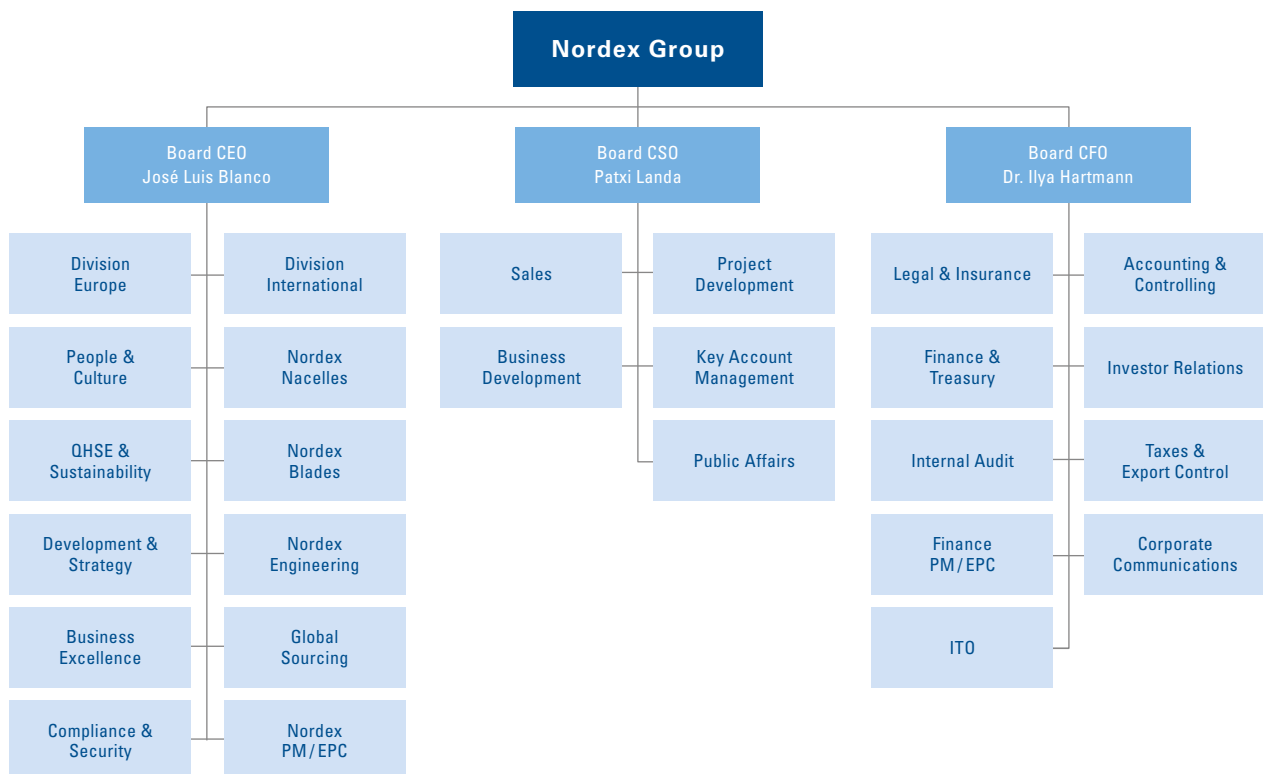 Nordex Group
Board CEO
José Luis Blanco
Board CSO
Patxi Landa
Board CFO
Dr. Ilya Hartmann
Division
Europe
Division
International
People &
Culture
Nordex
Nacelles
QHSE &
Sustainability
Nordex
Blades
Development &
Strategy
Nordex
Engineering
Business
Excellence
Global
Sourcing
Compliance &
Security
Nordex
PM / EPC
Sales
Project
Development
Business
Development
Key Account
Management
Public Affairs
Legal & Insurance
Accounting &
Controlling
Finance &
Treasury
Investor Relations
Internal Audit
Taxes &
Export Control
Finance
PM / EPC
Corporate
Communications
ITO